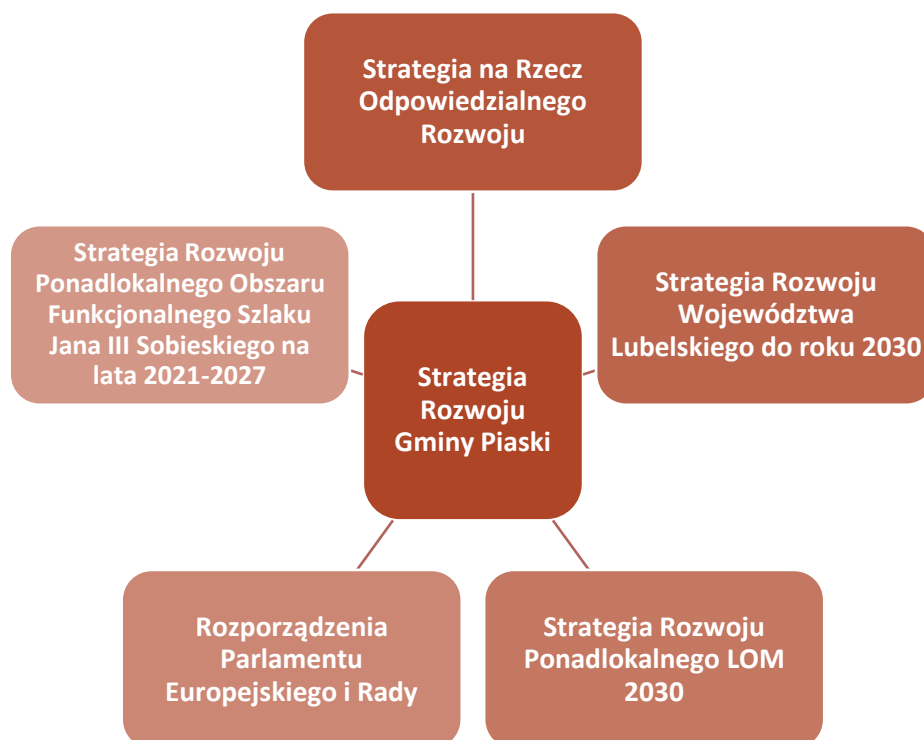 Strategia na Rzecz
Odpowiedzialnego
Rozwoju
Strategia Rozwoju
Ponadlokalnego Obszaru
Funkcjonalnego Szlaku
Jana III Sobieskiego na
lata 2021-2027
Strategia Rozwoju
Województwa
Lubelskiego do roku 2030
Strategia
Rozwoju
Gminy Piaski
Rozporządzenia
Parlamentu
Europejskiego i Rady
Strategia Rozwoju
Ponadlokalnego LOM
2030